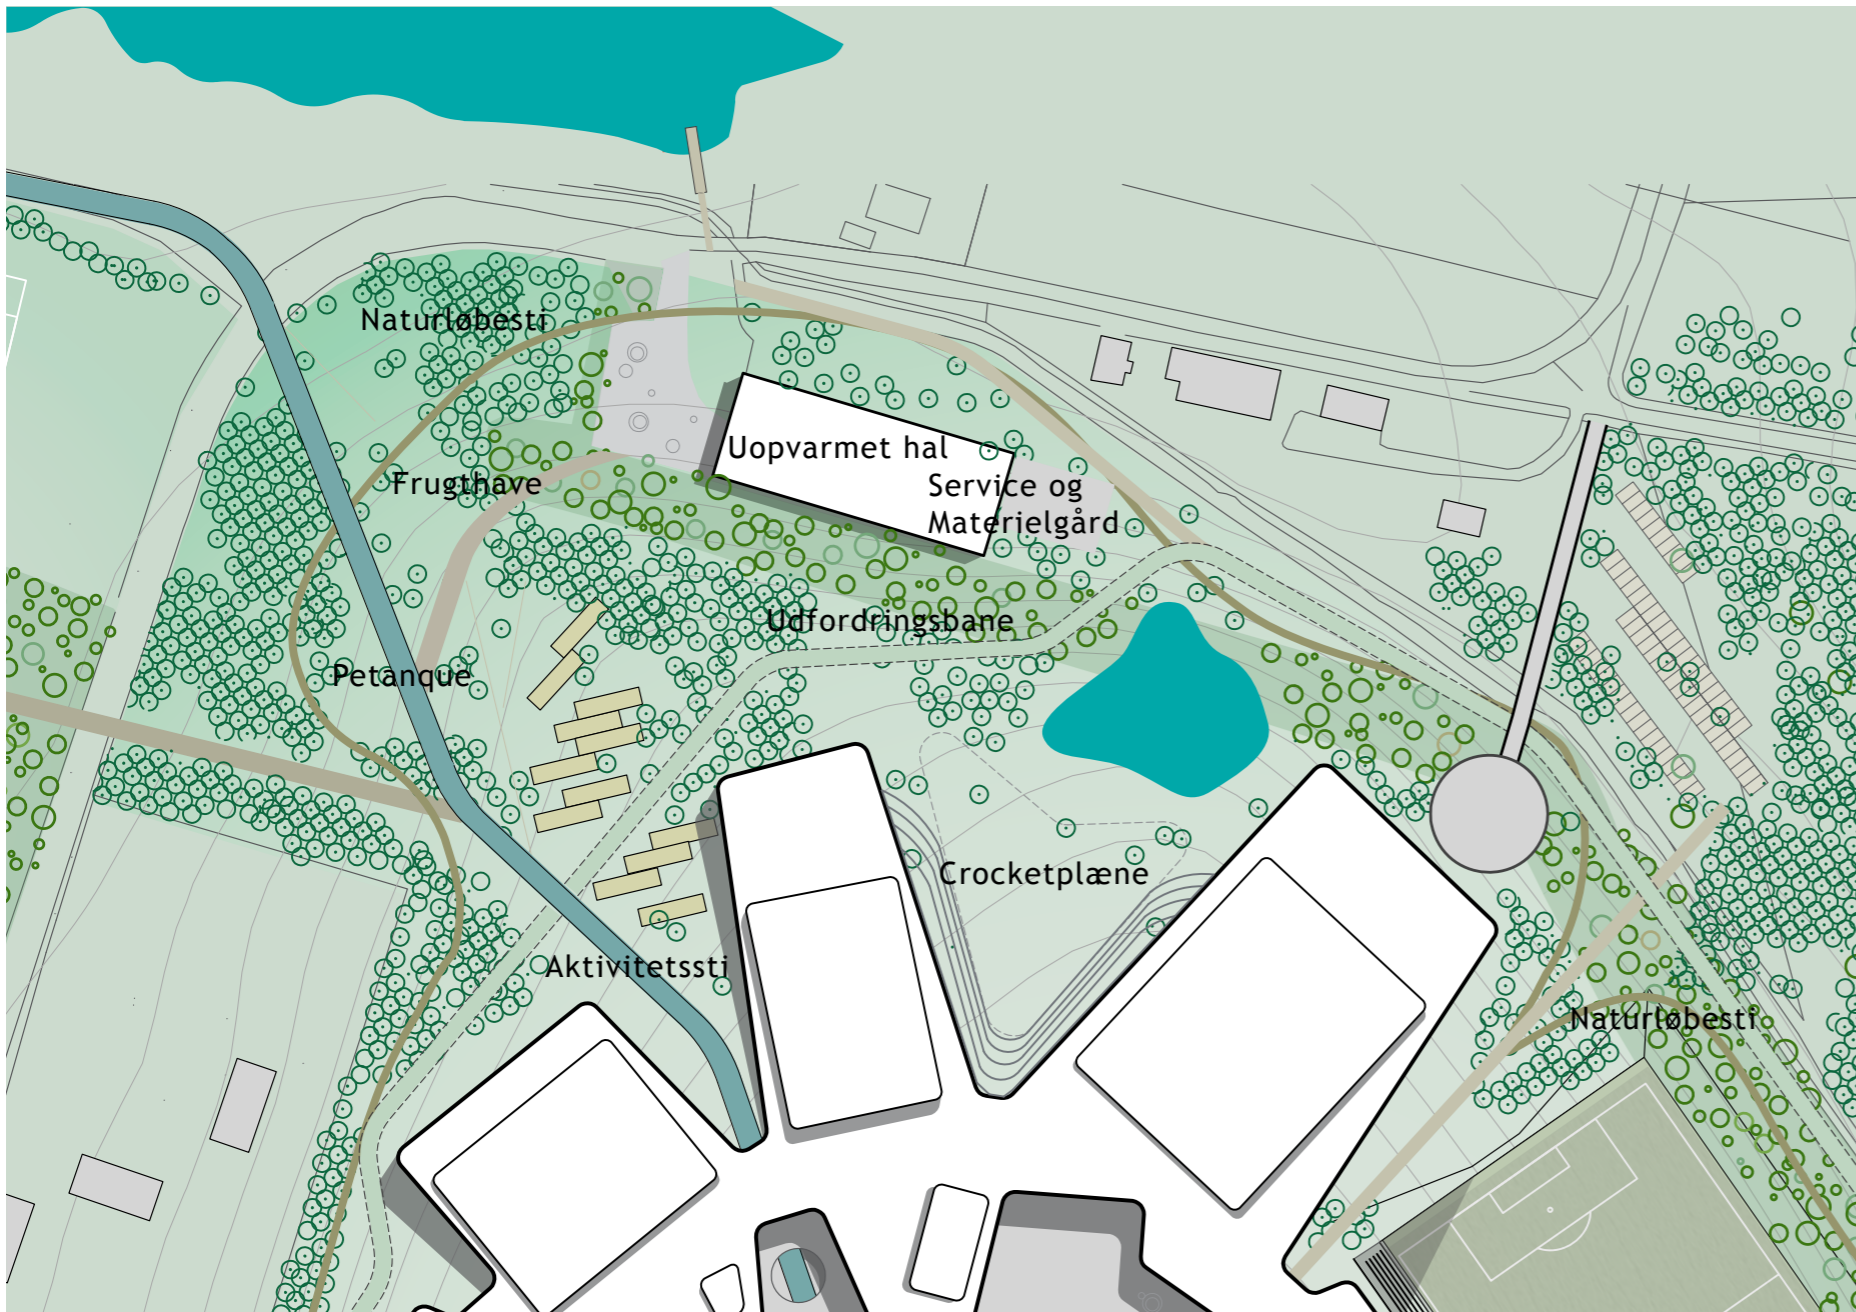 Naturløbesti
Uopvarmet hal
Frugthave
Service og
Materielgård
Udfordringsbane
Petanque
Crocketplæne
Aktivitetssti
Naturløbesti